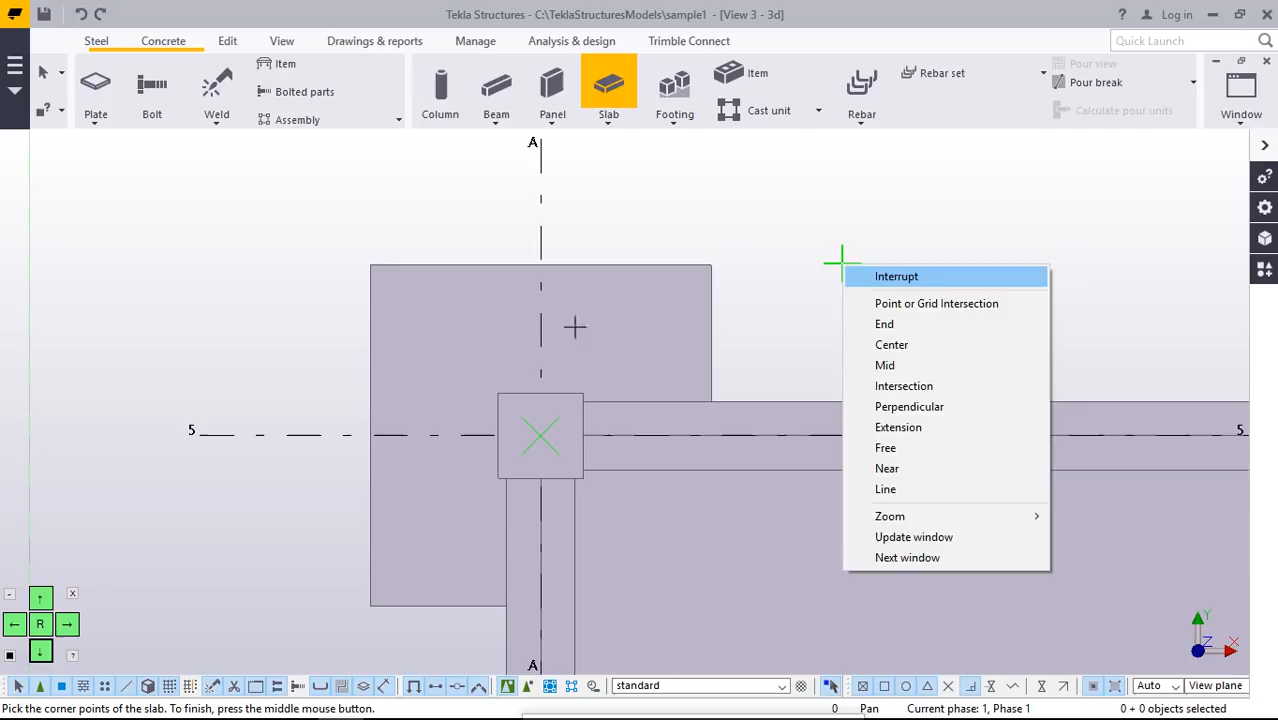 Tekla Structures - C:\TeklaStructuresModels\sample1 - [View 3 - 3d]
? Log in
Steel Concrete Edit View Drawings & reports Manage Analysis & design Trimble Connect Quick Launch
Item
Bolted parts
Assembly
Plate Bolt Weld
Column Beam Panel Slab Footing
Item
Cast unit
Rebar
Rebar set
Pour view
Pour break
Calculate pour units
Window
A
Interrupt
Point or Grid Intersection
End
Center
Mid
Intersection
Perpendicular
Extension
Free
Near
Line
Zoom
Update window
Next window
5 5
- X
R
?
A
Y
Z X
standard Auto View plane
Pick the corner points of the slab. To finish, press the middle mouse button. 0 Pan Current phase: 1, Phase 1 0 + 0 objects selected